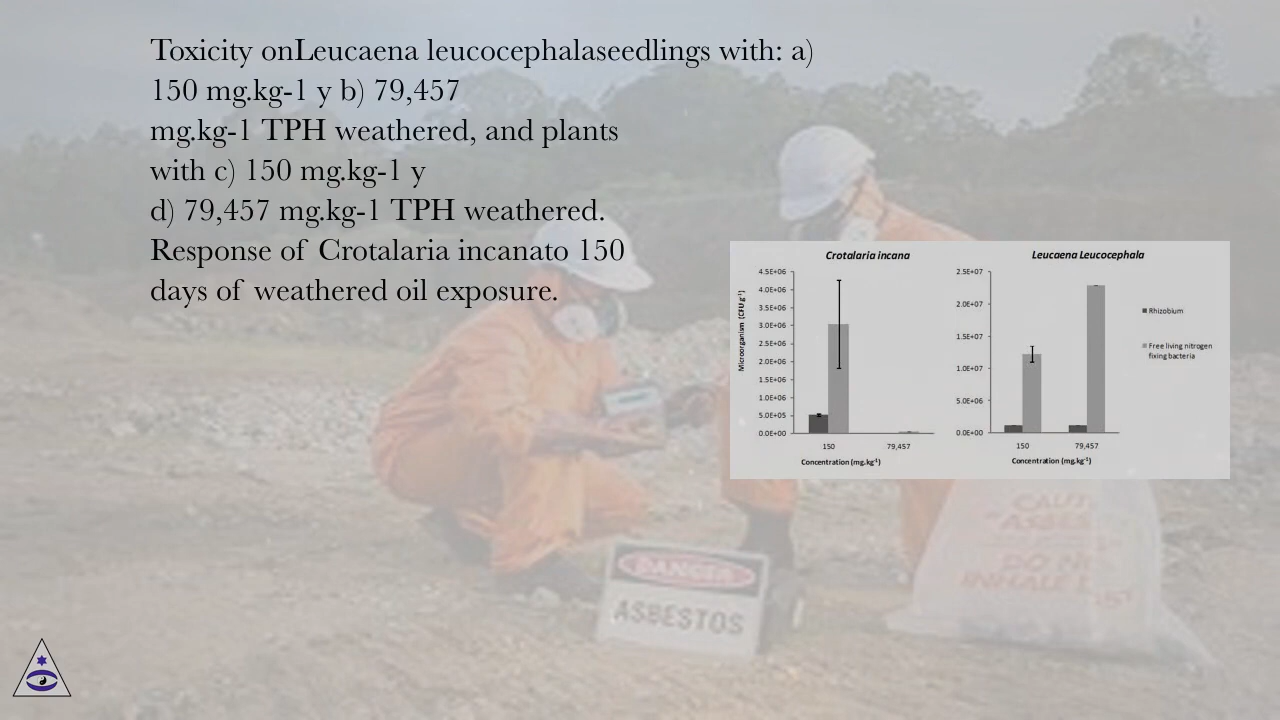 Toxicity onLeucaena leucocephalaseedlings with: a)
150 mg.kg-1 y b) 79,457
mg.kg-1 TPH weathered, and plants
with c) 150 mg.kg-1 y
d) 79,457 mg.kg-1 TPH weathered.
Response of Crotalaria incanato 150
days of weathered oil exposure.
Crotalaria incana
Microorganism (CFU g-1)
4.5E+06
4.0E+06
3.5E+06
3.0E+06
2.5E+06
2.0E+06
1.5E+06
1.0E+06
5.0E+05
0.0E+00
150 79,457
Concentration (mg.kg-1)
Leucaena Leucocephala
2.5E+07
2.0E+07
1.5E+07
1.0E+07
5.0E+06
0.0E+00
150 79,457
Concentration (mg.kg-1)
Rhizobium
Free living nitrogen
fixing bacteria
DANGER
ASBESTOS